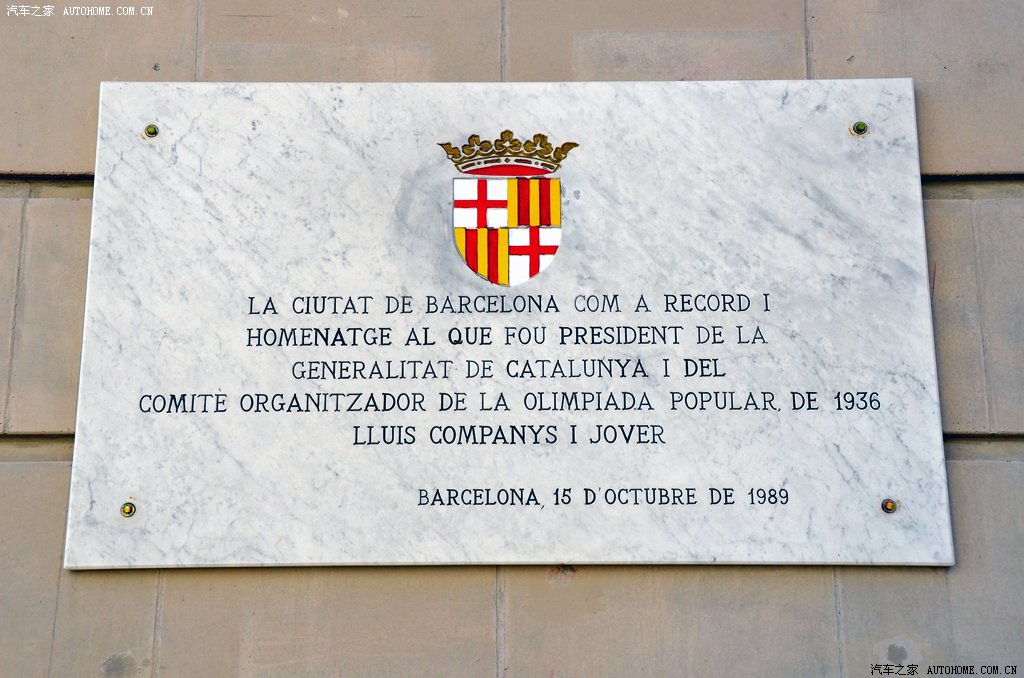 汽车之家 AUTOHOME.COM.CN
LA CIUTAT DE BARCELONA COM A RECORD I
HOMENATGE AL QUE FOU PRESIDENT DE LA
GENERALITAT DE CATALUNYA I DEL
COMITÈ ORGANITZADOR DE LA OLIMPIADA POPULAR, DE 1936
LLUIS COMPANYS I JOVER
BARCELONA, 15 D'OCTUBRE DE 1989
汽车之家 AUTOHOME.COM.CN